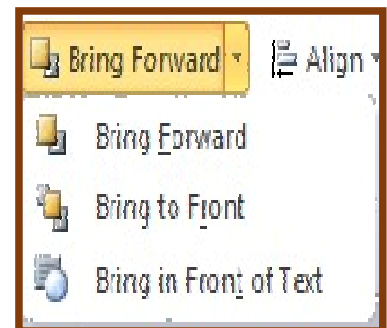 Bring Forward Align
Bring Forward
Bring to Front
Bring in Front of Text